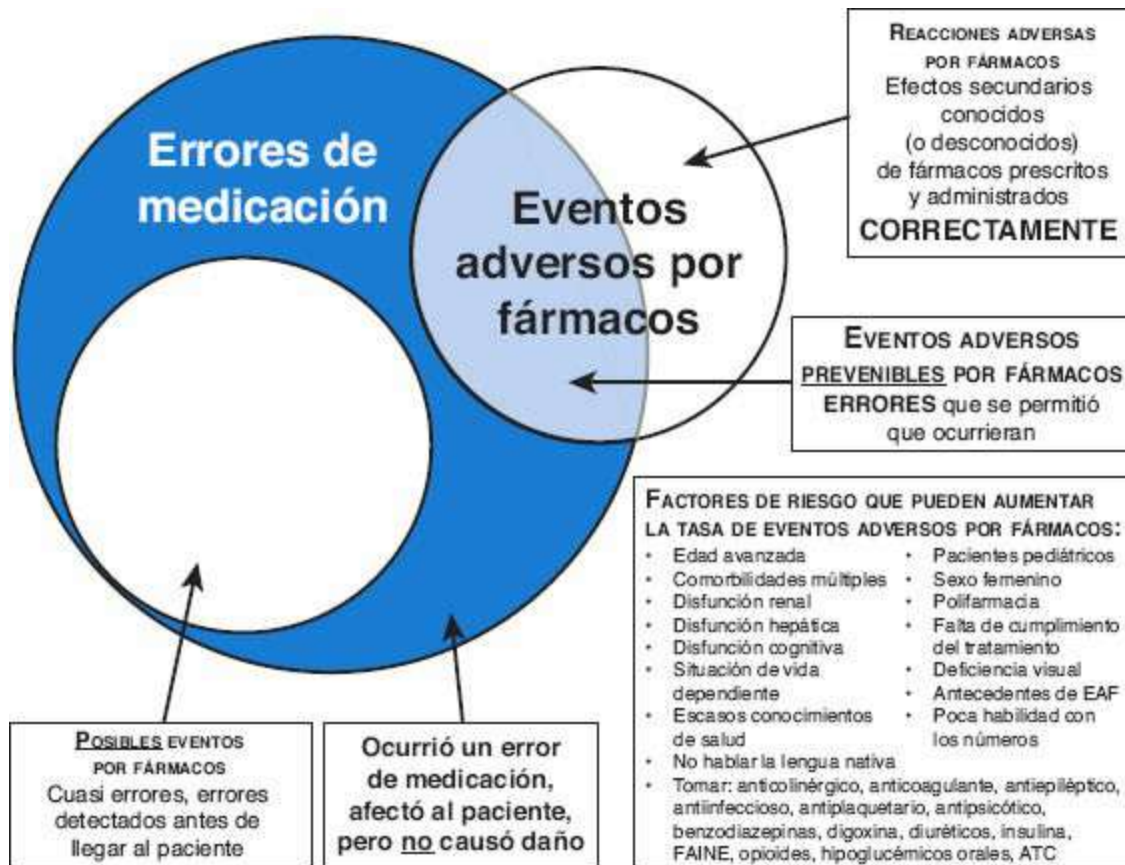 Errores de
medicación
Eventos
adversos por
fármacos
REACCIONES ADVERSAS
POR FÁRMACOS
Efectos secundarios
conocidos
(o desconocidos)
de fármacos prescritos
y administrados
CORRECTAMENTE
EVENTOS ADVERSOS
PREVENIBLES POR FÁRMACOS
ERRORES que se permitió
que ocurrieran
POSIBLES EVENTOS
POR FÁRMACOS
Cuasi errores, errores
detectados antes de
llegar al paciente
Ocurrió un error
de medicación,
afectó al paciente,
pero no causó daño
FACTORES DE RIESGO QUE PUEDEN AUMENTAR
LA TASA DE EVENTOS ADVERSOS POR FÁRMACOS:
• Edad avanzada
• Comorbilidades múltiples
• Disfunción renal
• Disfunción hepática
• Disfunción cognitiva
• Situación de vida
dependiente
• Escasos conocimientos
de salud
• Pacientes pediátricos
• Sexo femenino
• Polifarmacia
• Falta de cumplimiento
del tratamiento
• Deficiencia visual
• Antecedentes de EAF
• Poca habilidad con
los números
• No hablar la lengua nativa
• Tomar: anticolinérgico, anticoagulante, antiepiléptico,
antiinfeccioso, antiplaquetario, antipsicótico,
benzodiazepinas, digoxina, diuréticos, insulina,
FAINE, opioides, hipoglucémicos orales, ATC